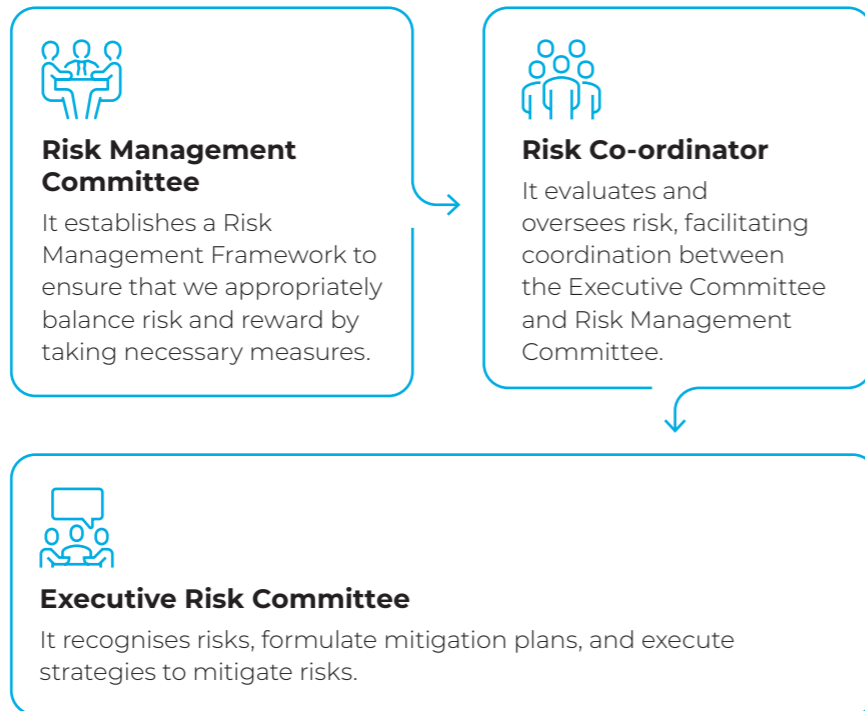 Risk Management
Committee
It establishes a Risk
Management Framework to
ensure that we appropriately
balance risk and reward by
taking necessary measures.
Risk Co-ordinator
It evaluates and
oversees risk, facilitating
coordination between
the Executive Committee
and Risk Management
Committee.
Executive Risk Committee
It recognises risks, formulate mitigation plans, and execute
strategies to mitigate risks.